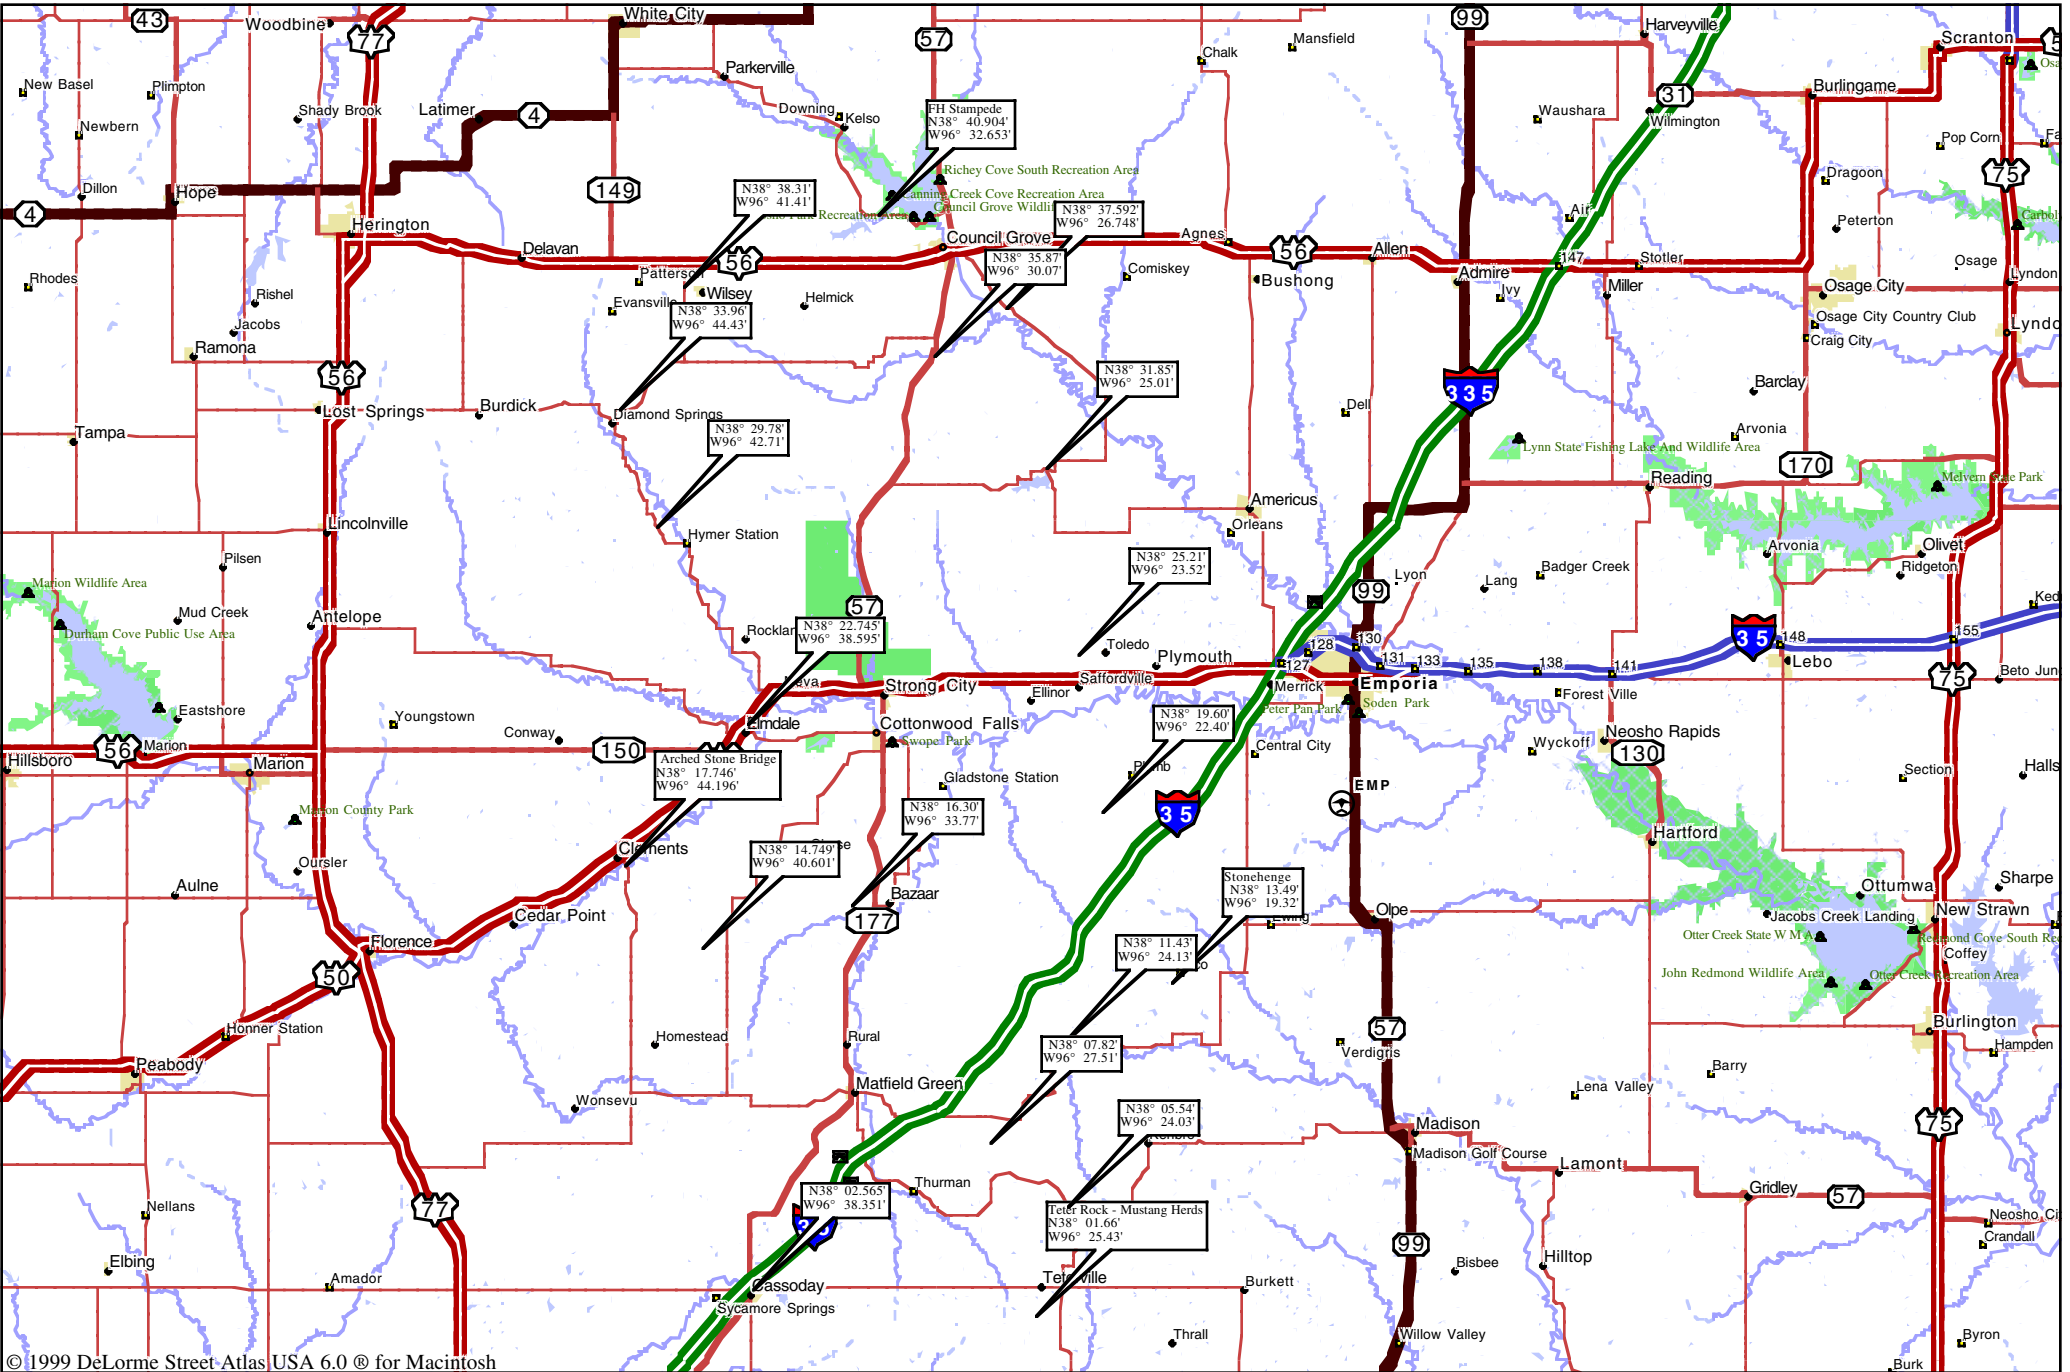 43
Woodbine
77
White City
57
99
Harveyville
Chalk
Mansfield
Scranton
5
New Basel
Plimpton
Parkerville
Burlingame
31
Shady Brook
Latimer
4
Downing
Kelso
FH Stampede
N38° 40.904'
W96° 32.653'
Waushara
Wilmington
Newbern
Pop Corn
Dillon
Hope
149
Richey Cove South Recreation Area
Canning Creek Cove Recreation Area
Council Grove Wildlif
Park Recreation Area
N38° 38.31'
W96° 41.41'
N38° 37.592'
W96° 26.748'
Dragoon
75
4
Herington
Air
Peterton
Carbol
Delavan
Council Grove
Agnes
56
Allen
147
Stotler
Osage
Lyndon
Rhodes
Patterson
56
N38° 35.87'
W96° 30.07'
Comiskey
Bushong
Admire
Ivy
Miller
Osage City
Rishel
Evansville
Wilsey
Helmick
Jacobs
N38° 33.96'
W96° 44.43'
Osage City Country Club
Lyndo
Craig City
Ramona
56
335
N38° 31.85'
W96° 25.01'
Barclay
Lost Springs
Burdick
Diamond Springs
Dell
Tampa
N38° 29.78'
W96° 42.71'
Arvonia
Lynn State Fishing Lake And Wildlife Area
170
Reading
Melvern State Park
Americus
Orleans
Lincolnville
Hymer Station
Pilsen
N38° 25.21'
W96° 23.52'
Arvonia
Olivet
Ridgeton
Marion Wildlife Area
Lyon
Lang
Badger Creek
99
57
Mud Creek
Antelope
Durham Cove Public Use Area
N38° 22.745'
W96° 38.595'
Toledo
Plymouth
128
130
127
131
133
135
138
141
35
148
155
Lebo
75
Strong City
Ellinor
Saffordville
Merrick
Emporia
Forest Ville
Peter Pan Park
Soden Park
Eastshore
Youngstown
Conway
Elmdale
Cottonwood Falls
Swope Park
N38° 19.60'
W96° 22.40'
Central City
Wyckoff
Neosho Rapids
130
Hillsboro
56
Marion
Marion
150
Arched Stone Bridge
N38° 17.746'
W96° 44.196'
Gladstone Station
Section
Halls
EMP
Marion County Park
N38° 16.30'
W96° 33.77'
35
Hartford
Clements
N38° 14.749'
W96° 40.601'
Oursler
Aulne
Bazaar
Stonehenge
N38° 13.49'
W96° 19.32'
Ottumwa
Sharpe
Cedar Point
177
Ewing
Olpe
Jacobs Creek Landing
New Strawn
Florence
N38° 11.43'
W96° 24.13'
Otter Creek State W M A
Redmond Cove South Rec
Coffey
50
John Redmond Wildlife Area
Otter Creek Recreation Area
Honner Station
Homestead
Rural
57
Verdigris
Burlington
Hampden
Peabody
N38° 07.82'
W96° 27.51'
Barry
Matfield Green
Lena Valley
Wonsevu
N38° 05.54'
W96° 24.03'
Madison
75
Madison Golf Course
Lamont
Thurman
Gridley
57
Nellans
77
N38° 02.565'
W96° 38.351'
Teter Rock - Mustang Herds
N38° 01.66'
W96° 25.43'
99
Crandall
Elbing
Amador
Cassoday
Burkett
Bisbee
Hilltop
Sycamore Springs
Thrall
Willow Valley
Byron
Burk
© 1999 DeLorme Street Atlas USA 6.0 ® for Macintosh